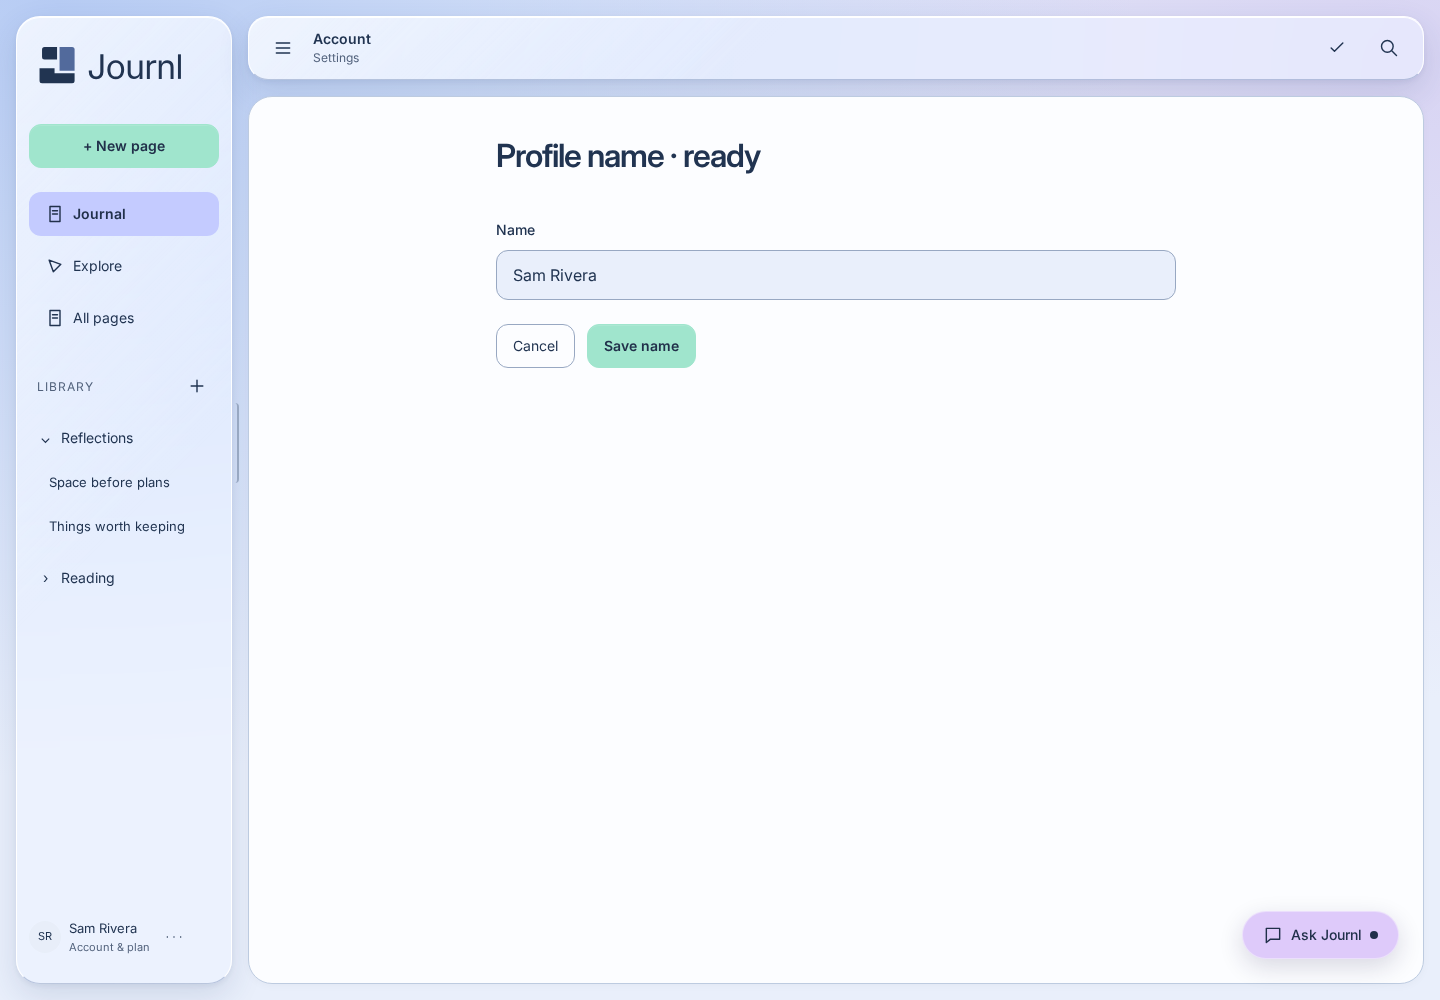 Journl
+ New page
Journal
Explore
All pages
LIBRARY
Reflections
Space before plans
Things worth keeping
Reading
SR
Sam Rivera
Account & plan
Account
Settings
Profile name · ready
Name
Sam Rivera
Cancel
Save name
Ask Journl